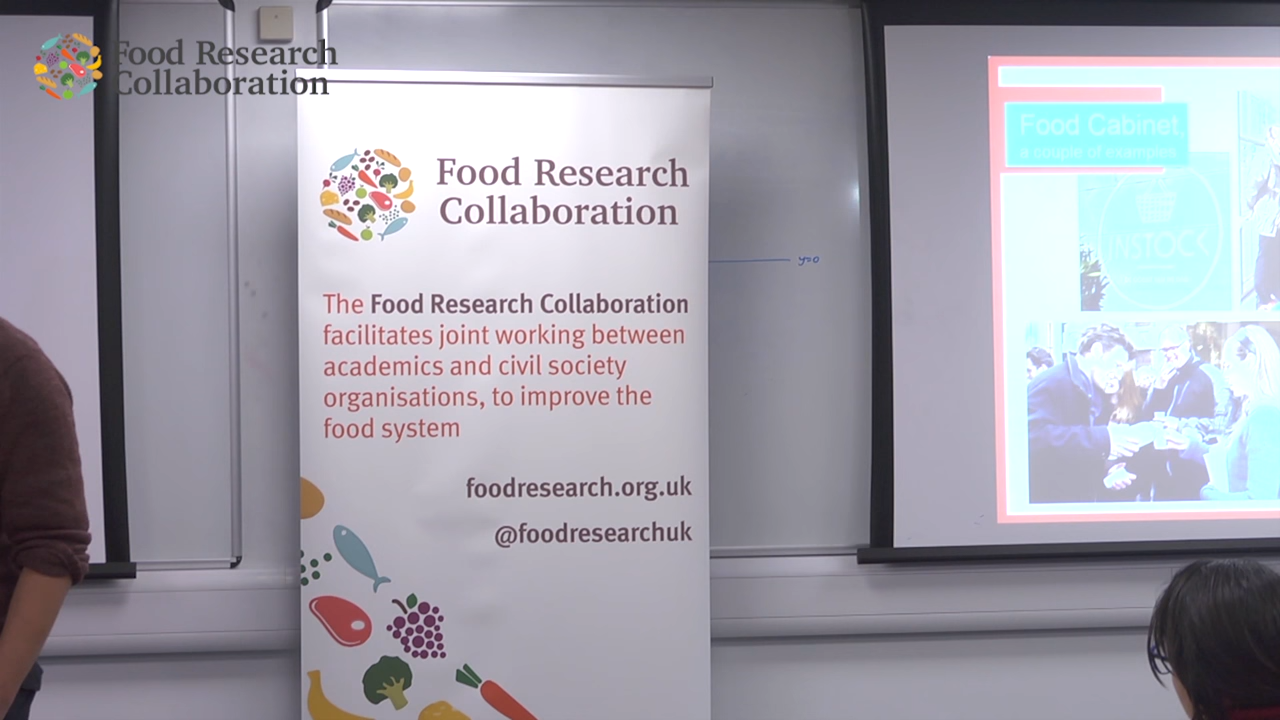 Food Research
Collaboration
Food Research
Collaboration
The Food Research Collaboration
facilitates joint working between
academics and civil society
organisations, to improve the
food system
foodresearch.org.uk
@foodresearchuk
y=0
Food Cabinet,
a couple of examples
INSTOCK